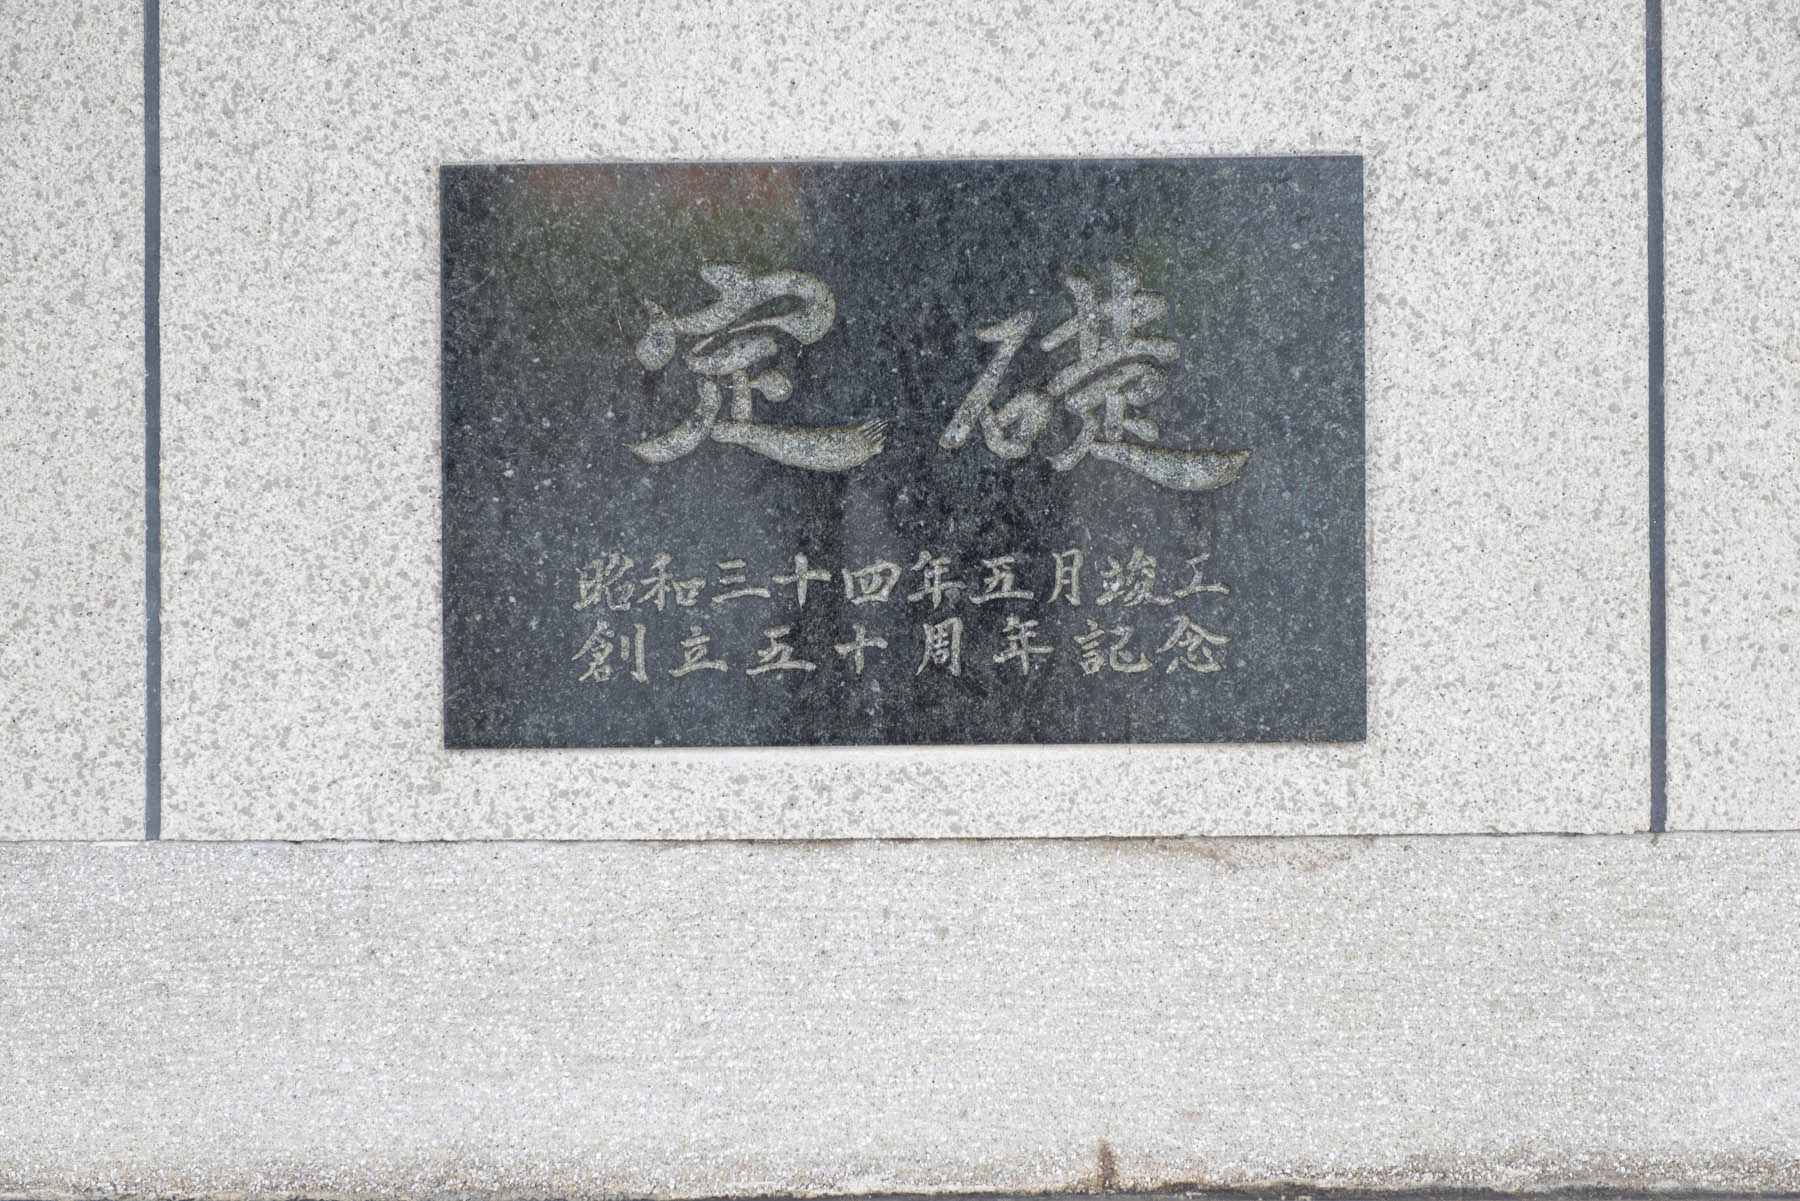 定礎
昭和三十四年五月竣工
創立五十周年記念